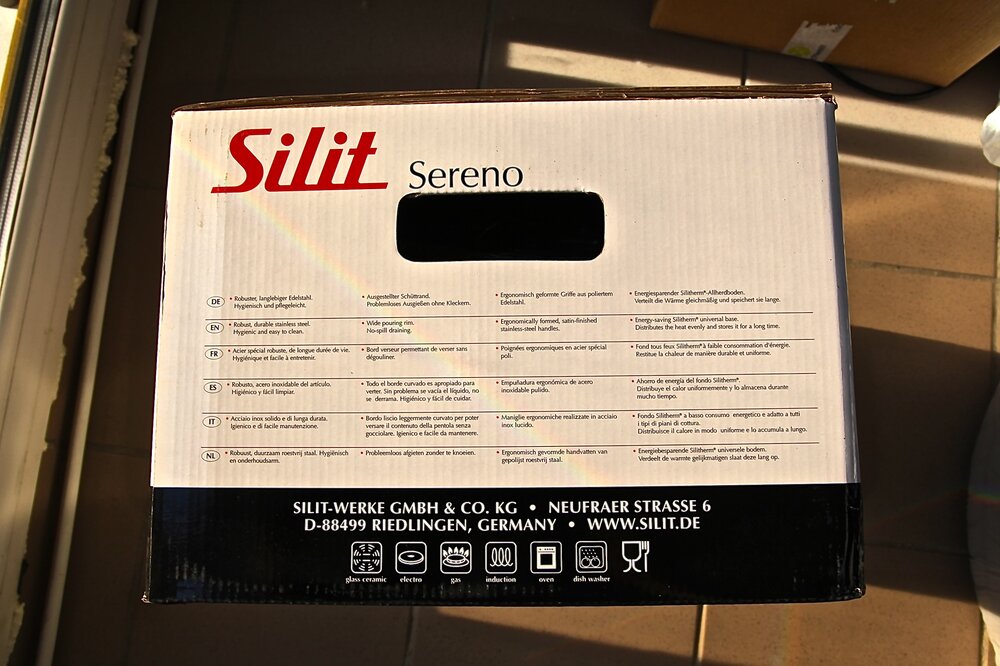 Silit Sereno
DE
• Robuster, langlebiger Edelstahl.
Hygienisch und pflegeleicht.
• Ausgestellter Schüttrand.
Problemloses Ausgießen ohne Kleckern.
• Ergonomisch geformte Griffe aus poliertem
Edelstahl.
• Energiesparender Silitherm®-Allherdboden.
Verteilt die Wärme gleichmäßig und speichert sie lange.
EN
• Robust, durable stainless steel.
Hygienic and easy to clean.
• Wide pouring rim.
No-spill draining.
• Ergonomically formed, satin-finished
stainless-steel handles.
• Energy-saving Silitherm® universal base.
Distributes the heat evenly and stores it for a long time.
FR
• Acier spécial robuste, de longue durée de vie.
Hygiénique et facile à entretenir.
• Bord verseur permettant de verser sans
dégouliner.
• Poignées ergonomiques en acier spécial
poli.
• Fond tous feux Silitherm® à faible consommation d'énergie.
Restitue la chaleur de manière durable et uniforme.
ES
• Robusto, acero inoxidable del artículo.
Higiénico y fácil limpiar.
• Todo el borde curvado es apropiado para
verter. Sin problema se vacía el líquido, no
se derrama. Higiénico y fácil de cuidar.
• Empuñadura ergonómica de acero
inoxidable pulido.
• Ahorro de energía del fondo Silitherm®.
Distribuye el calor uniformemente y lo almacena durante
mucho tiempo.
IT
• Acciaio inox solido e di lunga durata.
Igienico e di facile manutenzione.
• Bordo liscio leggermente curvato per poter
versare il contenuto della pentola senza
gocciolare. Igienico e facile da mantenere.
• Maniglie ergonomiche realizzate in acciaio
inox lucido.
• Fondo Silitherm® a basso consumo energetico e adatto a tutti
i tipi di piani di cottura.
Distribuisce il calore in modo uniforme e lo accumula a lungo.
NL
• Robuust, duurzaam roestvrij staal. Hygiënisch
en onderhoudsarm.
• Probleemloos afgieten zonder te knoeien.
• Ergonomisch gevormde handvatten van
gepolijst roestvrij staal.
• Energiebesparende Silitherm® universele bodem.
Verdeelt de warmte gelijkmatigen slaat deze lang op.
SILIT-WERKE GMBH & CO. KG • NEUFRAER STRASSE 6
D-88499 RIEDLINGEN, GERMANY • WWW.SILIT.DE
glass ceramic electro gas induction oven dish washer